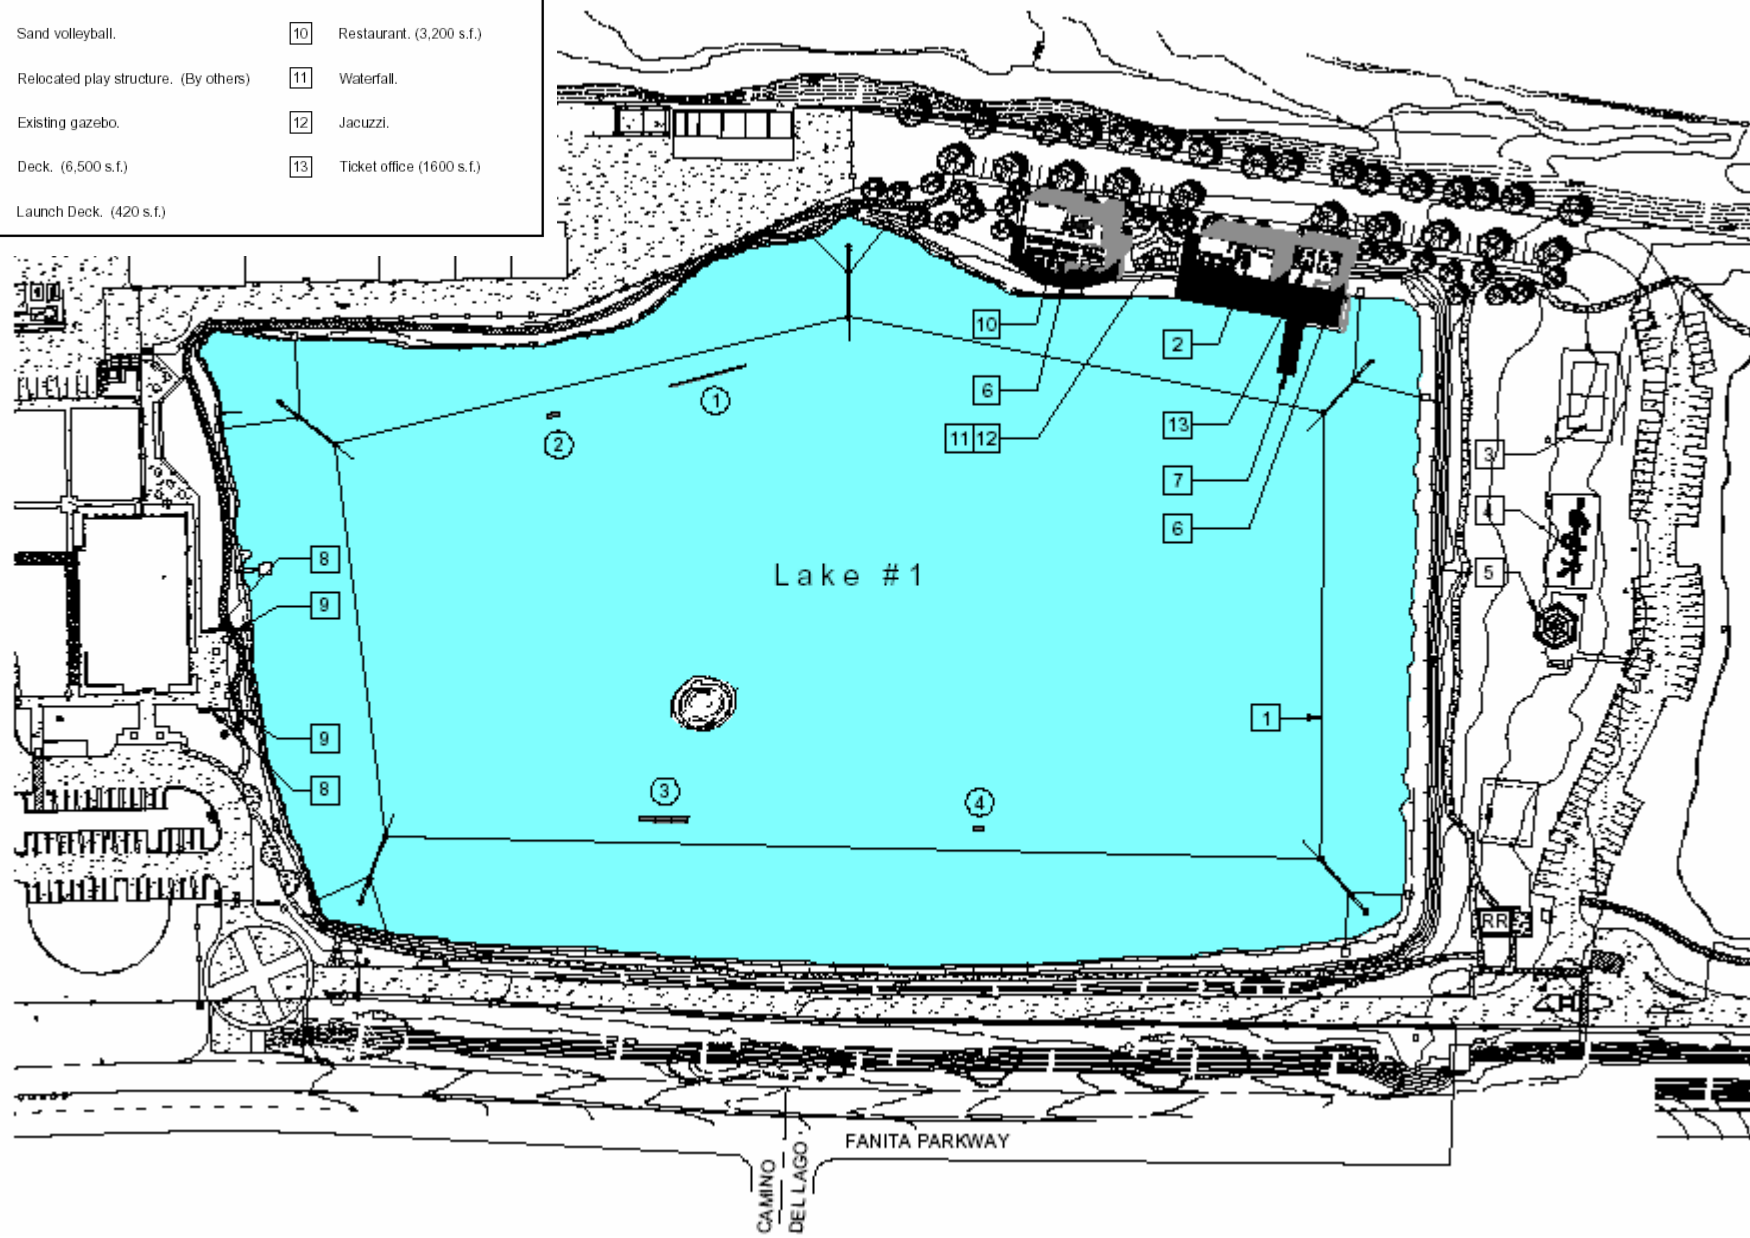 Sand volleyball.
10 Restaurant. (3,200 s.f.)
Relocated play structure. (By others)
11 Waterfall.
Existing gazebo.
12 Jacuzzi.
Deck. (6,500 s.f.)
13 Ticket office (1600 s.f.)
Launch Deck. (420 s.f.)
10
2
6
1
13
11 12
2
3
7
4
6
8
Lake #1
5
9
1
9
8
3
4
RR
FANITA PARKWAY
CAMINO
DEL LAGO